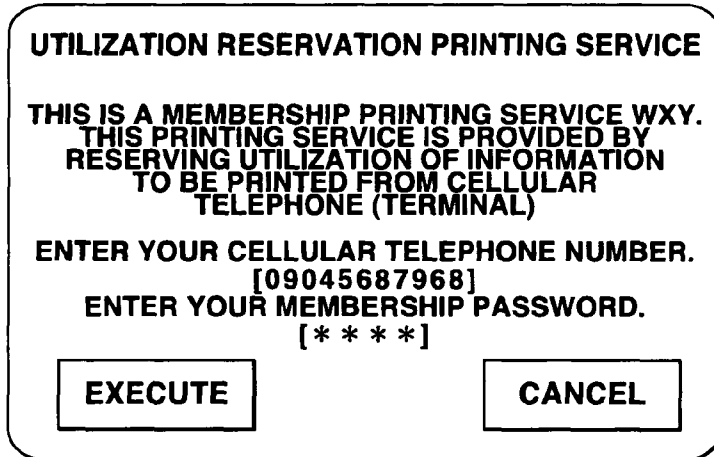 UTILIZATION RESERVATION PRINTING SERVICE
THIS IS A MEMBERSHIP PRINTING SERVICE WXY.
THIS PRINTING SERVICE IS PROVIDED BY
RESERVING UTILIZATION OF INFORMATION
TO BE PRINTED FROM CELLULAR
TELEPHONE (TERMINAL)
ENTER YOUR CELLULAR TELEPHONE NUMBER.
[09045687968]
ENTER YOUR MEMBERSHIP PASSWORD.
[* * * *]
EXECUTE CANCEL